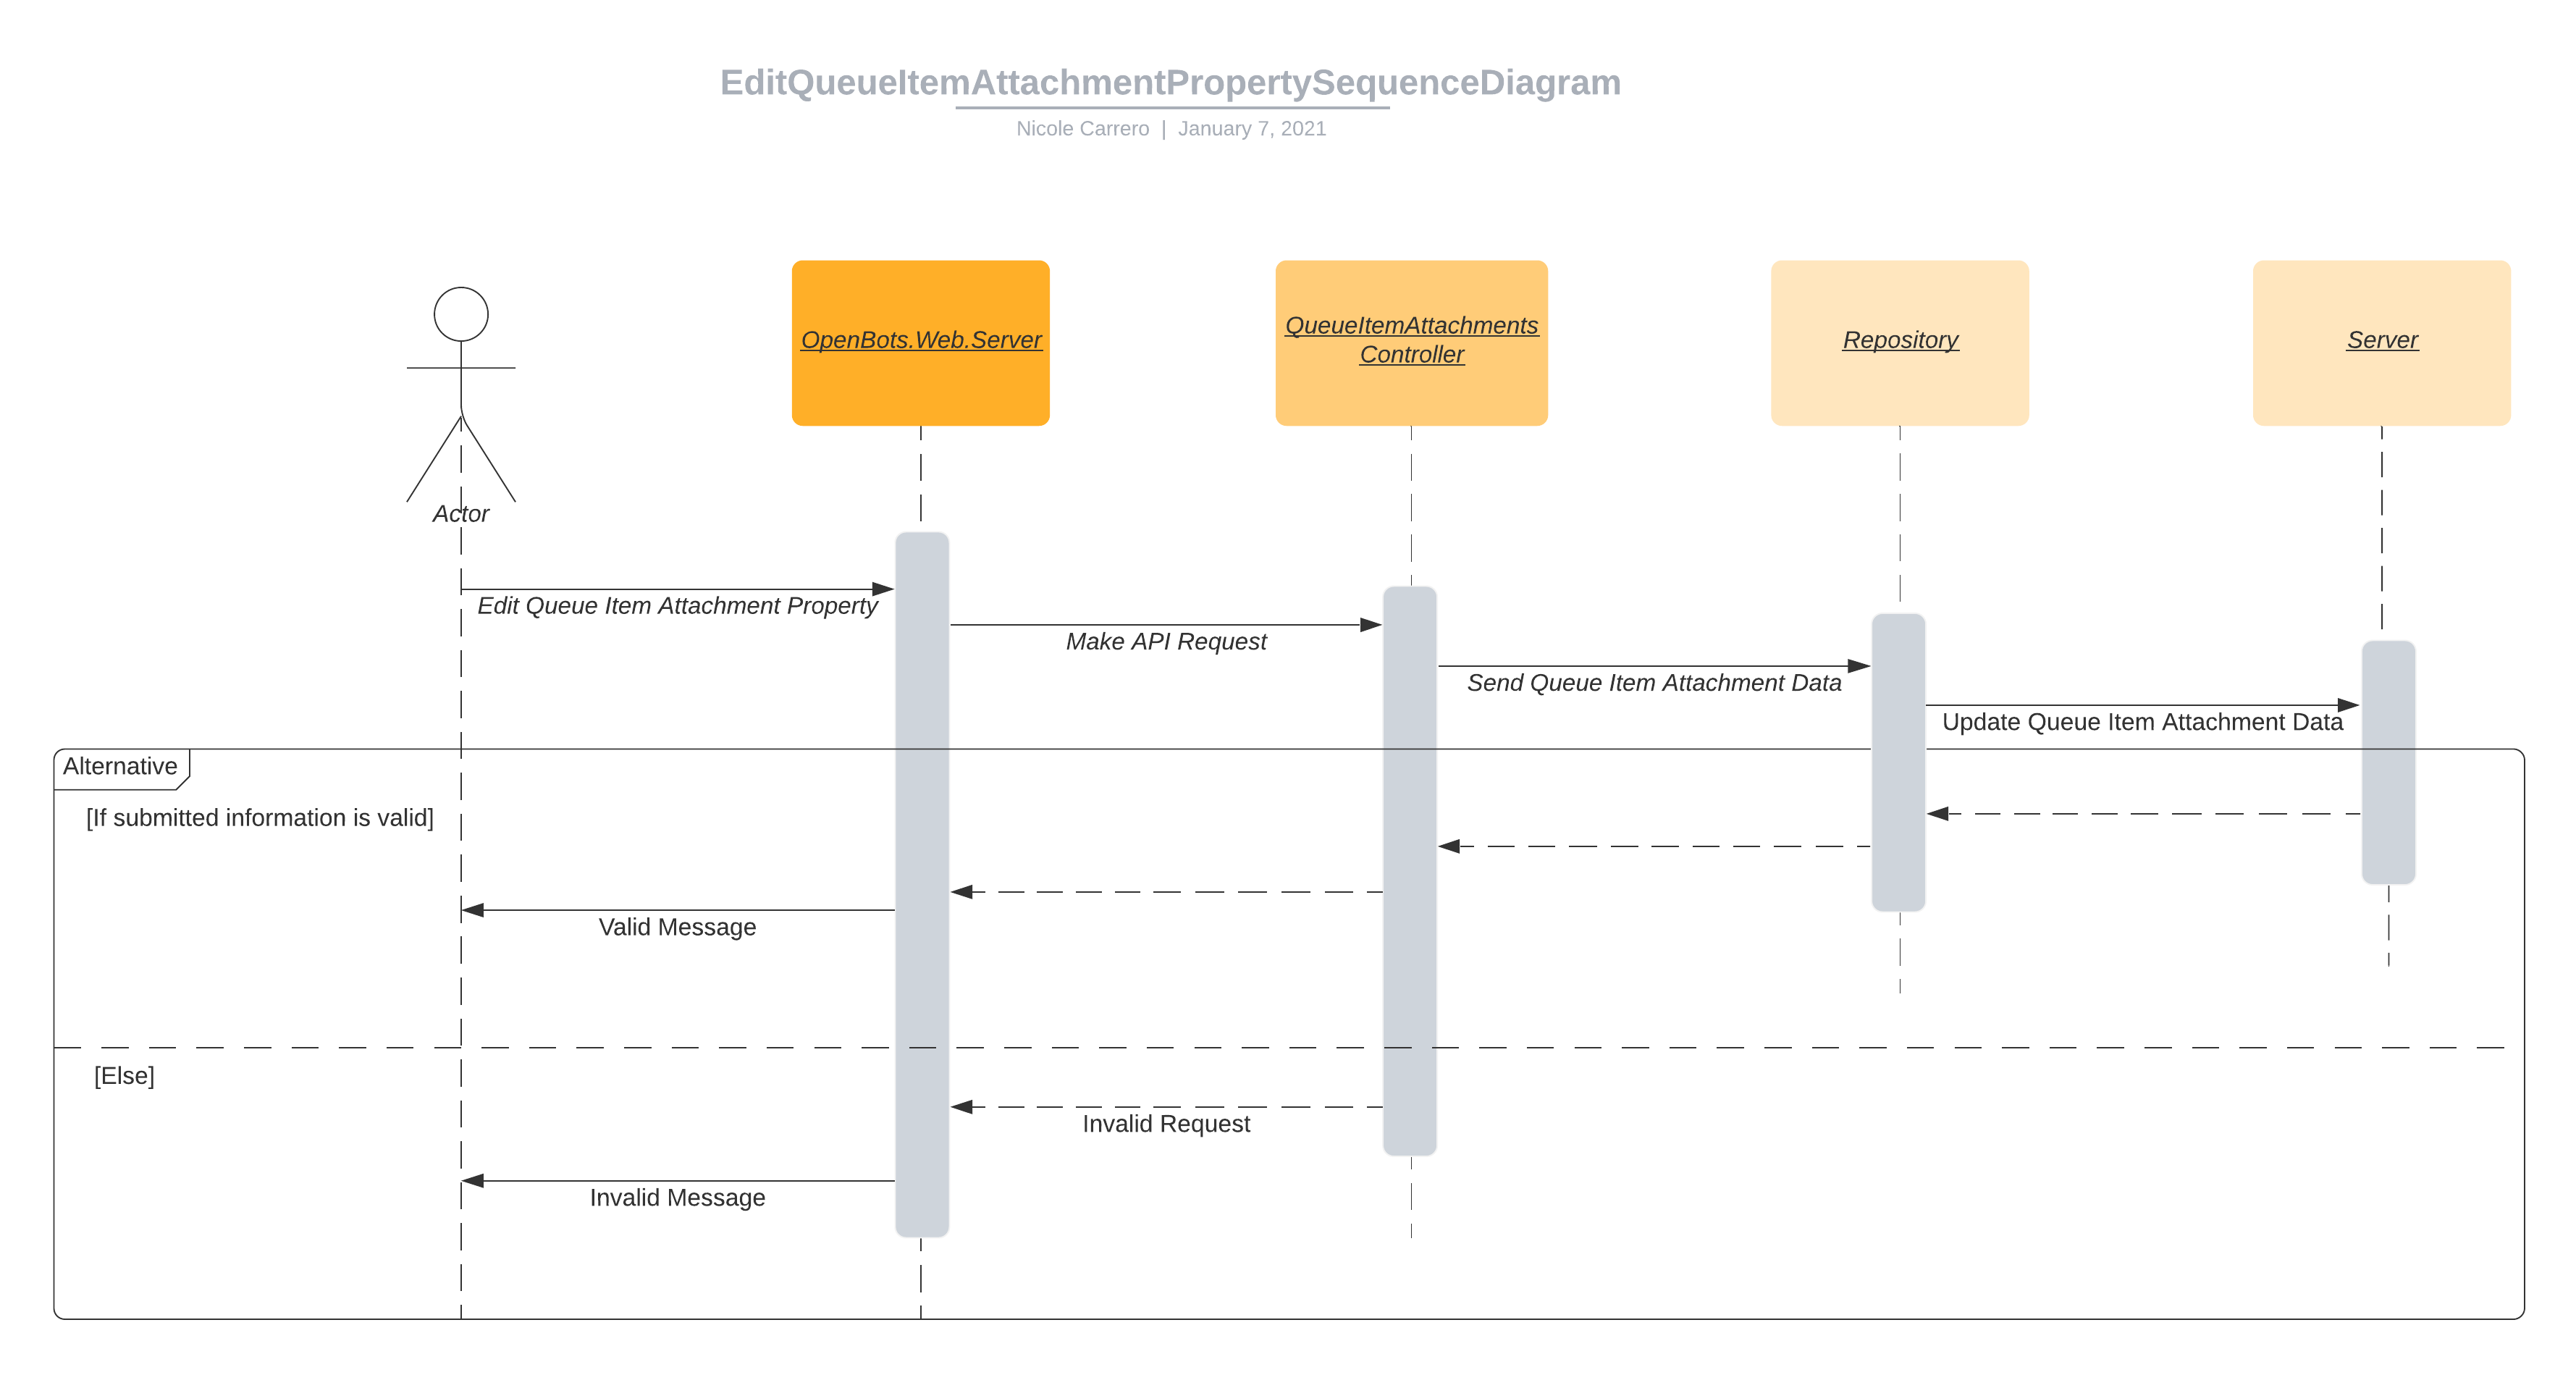 EditQueueItemAttachmentPropertySequenceDiagram
Nicole Carrero | January 7, 2021
OpenBots.Web.Server
QueueItemAttachments
Controller
Repository
Server
Actor
Edit Queue Item Attachment Property
Make API Request
Send Queue Item Attachment Data
Update Queue Item Attachment Data
Alternative
[If submitted information is valid]
Valid Message
[Else]
Invalid Request
Invalid Message